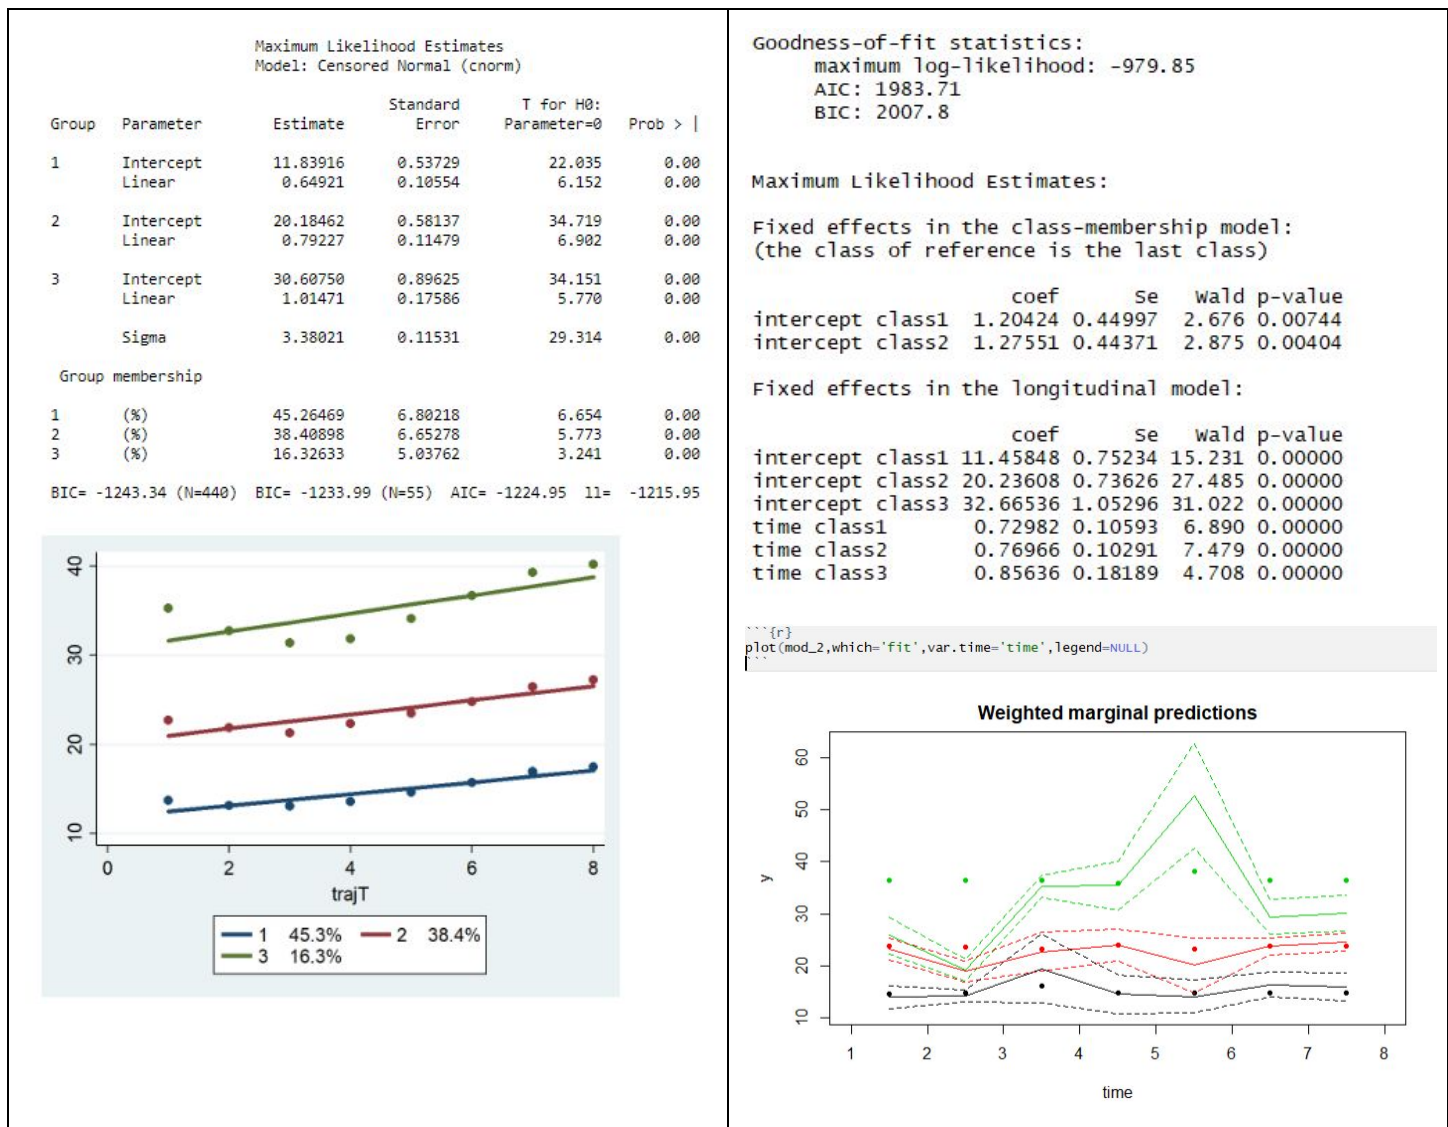 Maximum Likelihood Estimates
Model: Censored Normal (cnorm)
Standard T for H0:
Group Parameter Estimate Error Parameter=0 Prob > |
1 Intercept 11.83916 0.53729 22.035 0.00
Linear 0.64921 0.10554 6.152 0.00
2 Intercept 20.18462 0.58137 34.719 0.00
Linear 0.79227 0.11479 6.902 0.00
3 Intercept 30.60750 0.89625 34.151 0.00
Linear 1.01471 0.17586 5.770 0.00
Sigma 3.38021 0.11531 29.314 0.00
Group membership
1 (%) 45.26469 6.80218 6.654 0.00
2 (%) 38.40898 6.65278 5.773 0.00
3 (%) 16.32633 5.03762 3.241 0.00
BIC= -1243.34 (N=440) BIC= -1233.99 (N=55) AIC= -1224.95 ll= -1215.95
40
30
20
10
0 2 4 6 8
trajT
1 45.3% 2 38.4%
3 16.3%
Goodness-of-fit statistics:
maximum log-likelihood: -979.85
AIC: 1983.71
BIC: 2007.8
Maximum Likelihood Estimates:
Fixed effects in the class-membership model:
(the class of reference is the last class)
coef Se Wald p-value
intercept class1 1.20424 0.44997 2.676 0.00744
intercept class2 1.27551 0.44371 2.875 0.00404
Fixed effects in the longitudinal model:
coef Se Wald p-value
intercept class1 11.45848 0.75234 15.231 0.00000
intercept class2 20.23608 0.73626 27.485 0.00000
intercept class3 32.66536 1.05296 31.022 0.00000
time class1 0.72982 0.10593 6.890 0.00000
time class2 0.76966 0.10291 7.479 0.00000
time class3 0.85636 0.18189 4.708 0.00000
```{r}
plot(mod_2,which='fit',var.time='time',legend=NULL)
```
Weighted marginal predictions
60
50
40
30
20
10
y
1 2 3 4 5 6 7 8
time